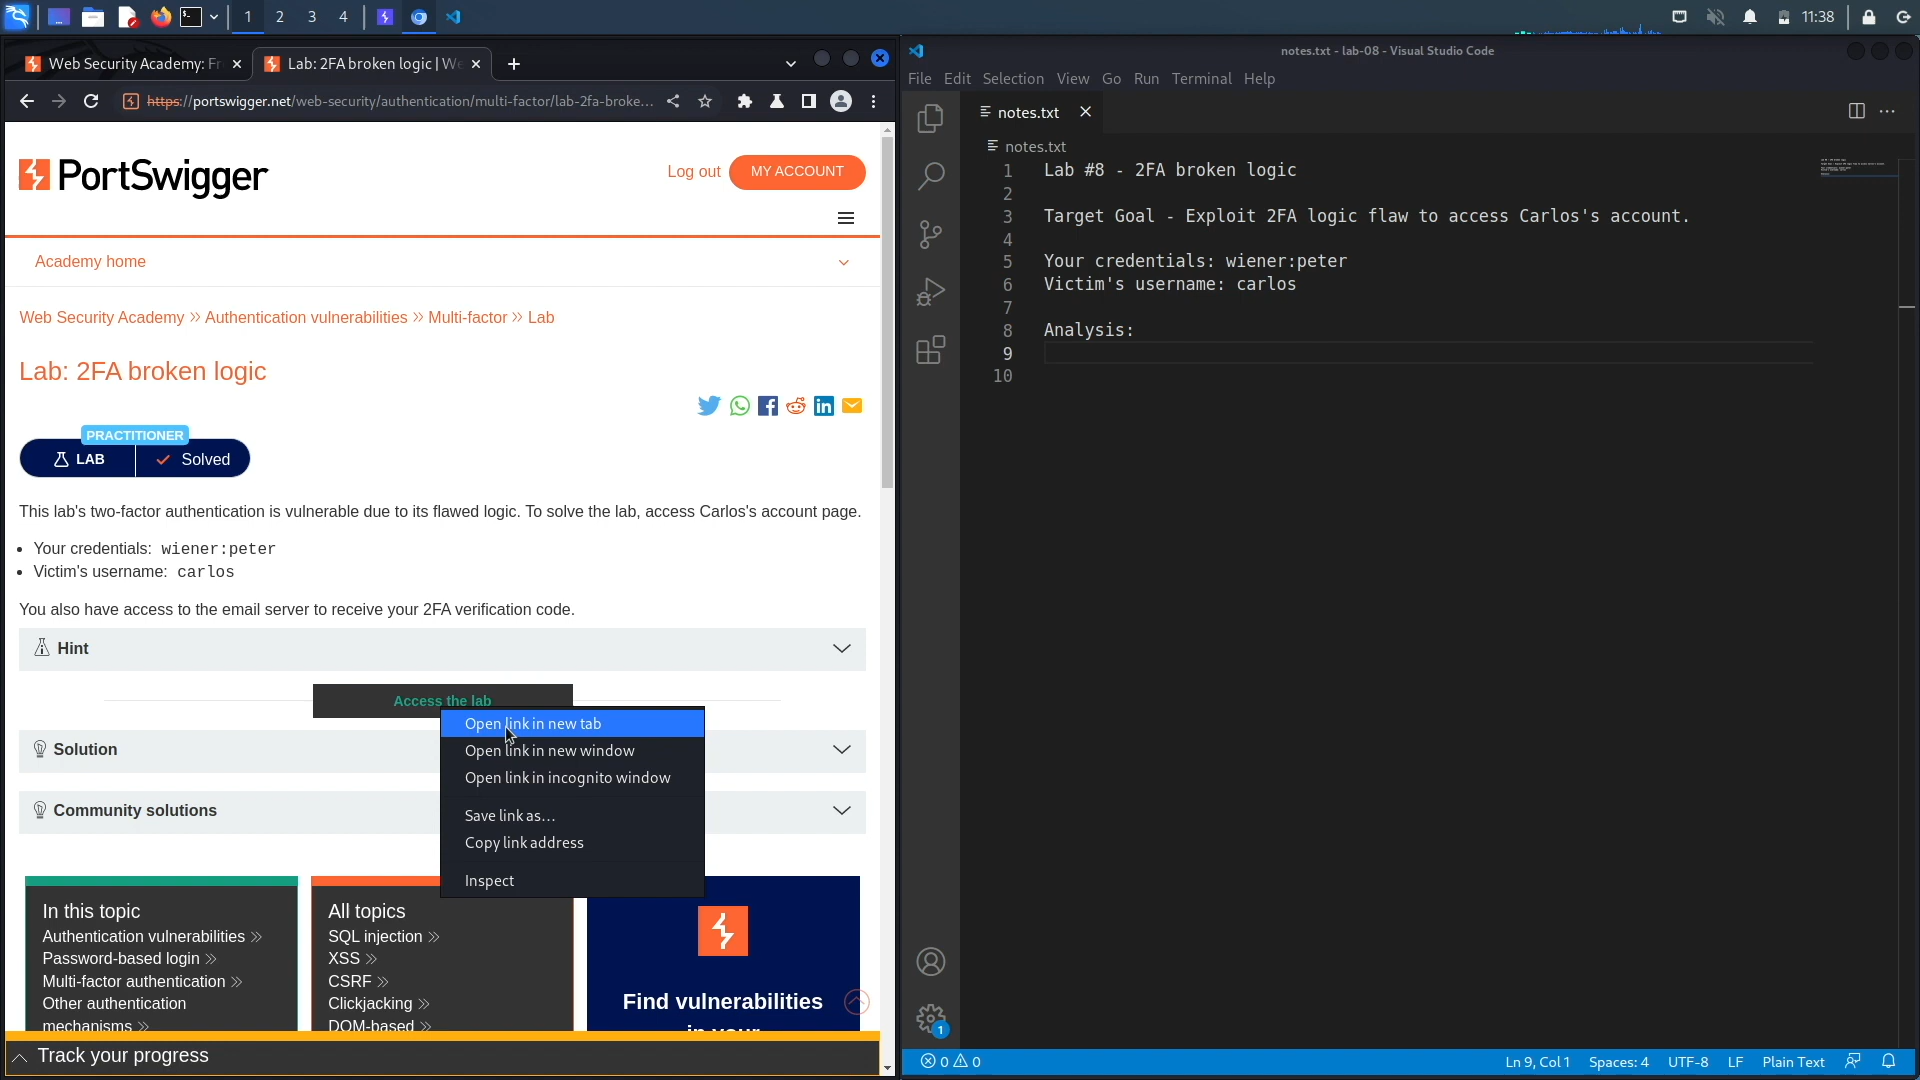 1 2 3 4
11:38
Web Security Academy: Fr
Lab: 2FA broken logic | We
https://portswigger.net/web-security/authentication/multi-factor/lab-2fa-broke...
PortSwigger
Log out
MY ACCOUNT
Academy home
Web Security Academy » Authentication vulnerabilities » Multi-factor » Lab
Lab: 2FA broken logic
PRACTITIONER
LAB
Solved
This lab's two-factor authentication is vulnerable due to its flawed logic. To solve the lab, access Carlos's account page.
• Your credentials: wiener:peter
• Victim's username: carlos
You also have access to the email server to receive your 2FA verification code.
Hint
Access the lab
Open link in new tab
Open link in new window
Open link in incognito window
Save link as...
Copy link address
Inspect
Solution
Community solutions
In this topic
Authentication vulnerabilities »
Password-based login »
Multi-factor authentication »
Other authentication
mechanisms »
All topics
SQL injection »
XSS »
CSRF »
Clickjacking »
DOM-based »
Find vulnerabilities
in your
Track your progress
notes.txt - lab-08 - Visual Studio Code
File Edit Selection View Go Run Terminal Help
notes.txt
notes.txt
1 Lab #8 - 2FA broken logic
2
3 Target Goal - Exploit 2FA logic flaw to access Carlos's account.
4
5 Your credentials: wiener:peter
6 Victim's username: carlos
7
8 Analysis:
9
10
1
0 0
Ln 9, Col 1 Spaces: 4 UTF-8 LF Plain Text